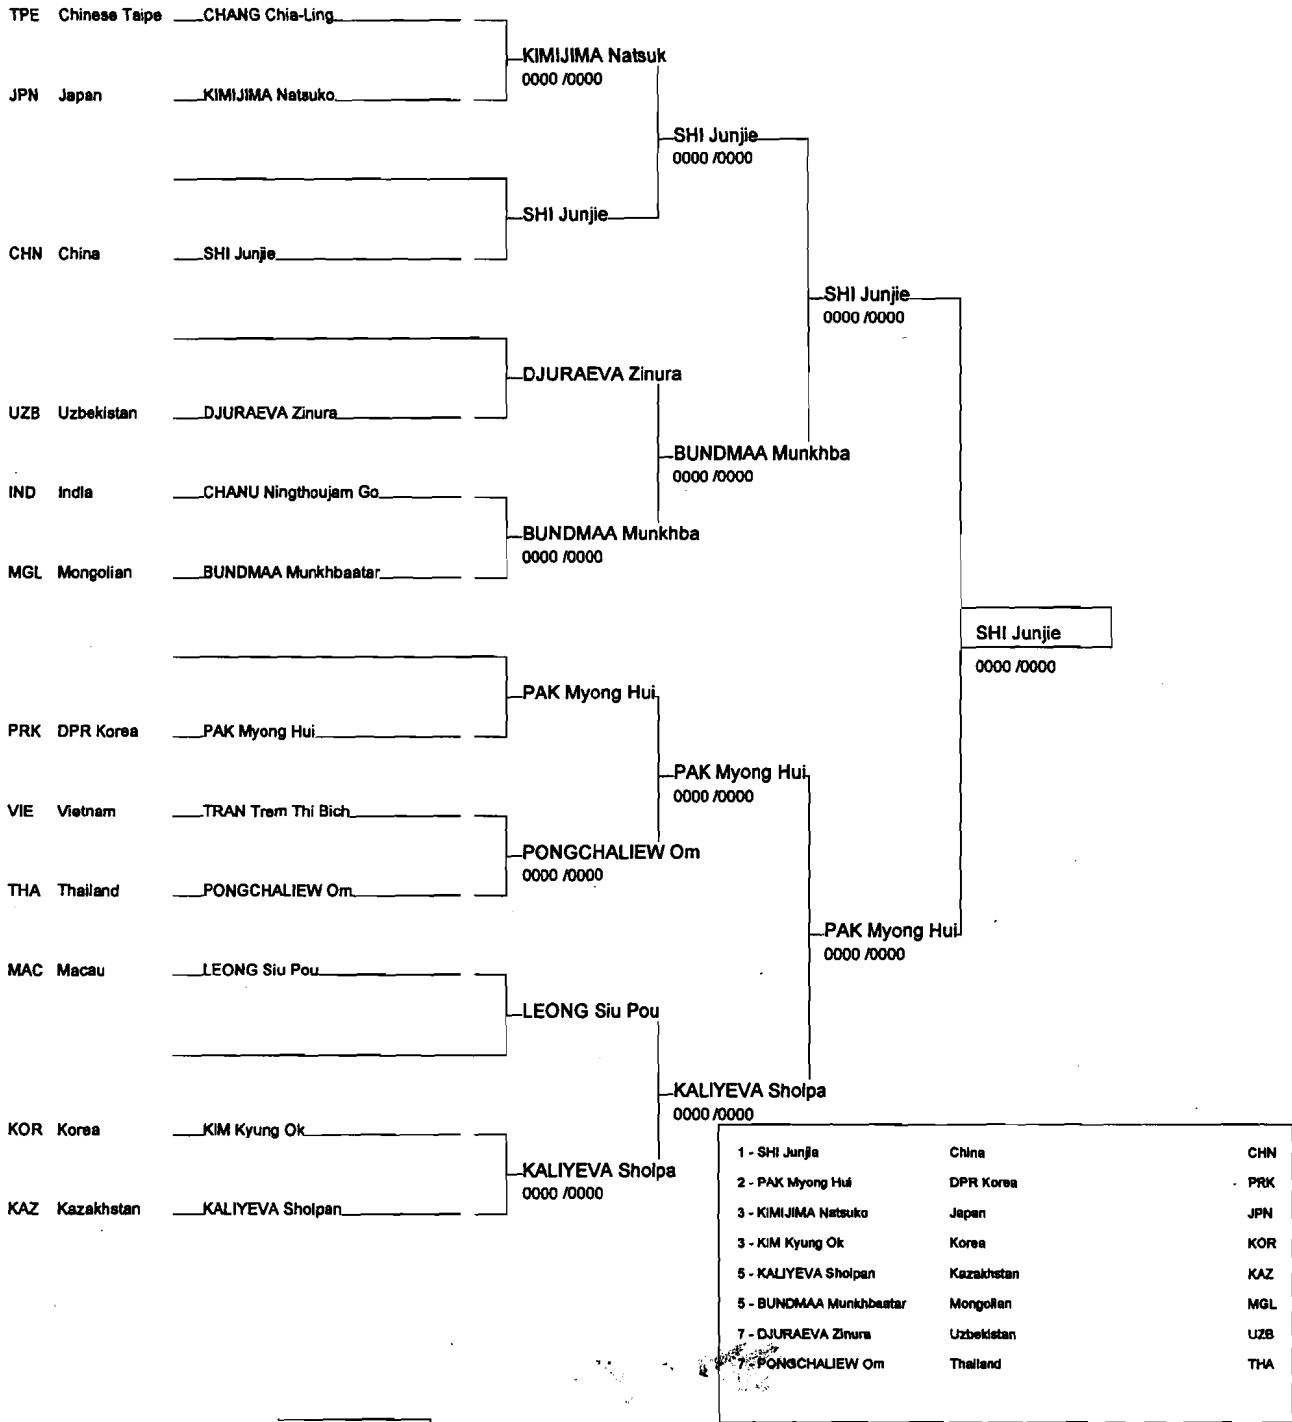 TPE Chinese Taipe CHANG Chia-Ling
KIMIJIMA Natsuk
0000 /0000
JPN Japan KIMIJIMA Natsuko
SHI Junjie
0000 /0000
SHI Junjie
CHN China SHI Junjie
SHI Junjie
0000 /0000
DJURAEVA Zinura
UZB Uzbekistan DJURAEVA Zinura
BUNDMAA Munkhba
0000 /0000
IND India CHANU Ningthoujam Go
BUNDMAA Munkhba
0000 /0000
MGL Mongolian BUNDMAA Munkhbaatar
SHI Junjie
0000 /0000
PAK Myong Hui
PRK DPR Korea PAK Myong Hui
PAK Myong Hui
0000 /0000
VIE Vietnam TRAN Trem Thi Bich
PONGCHALIEW Om
0000 /0000
THA Thailand PONGCHALIEW Om
PAK Myong Hui
0000 /0000
MAC Macau LEONG Siu Pou
LEONG Siu Pou
KALIYEVA Sholpa
0000 /0000
KOR Korea KIM Kyung Ok
KALIYEVA Sholpa
0000 /0000
KAZ Kazakhstan KALIYEVA Sholpan
1 - SHI Junjie China CHN
2 - PAK Myong Hui DPR Korea PRK
3 - KIMIJIMA Natsuko Japan JPN
3 - KIM Kyung Ok Korea KOR
5 - KALIYEVA Sholpan Kazakhstan KAZ
5 - BUNDMAA Munkhbaatar Mongolian MGL
7 - DJURAEVA Zinura Uzbekistan UZB
7 - PONGCHALIEW Om Thailand THA